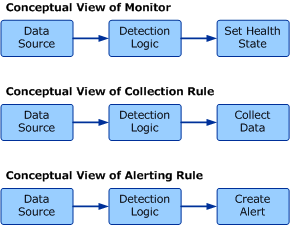 Conceptual View of Monitor
Data Source
Detection Logic
Set Health State
Conceptual View of Collection Rule
Data Source
Detection Logic
Collect Data
Conceptual View of Alerting Rule
Data Source
Detection Logic
Create Alert